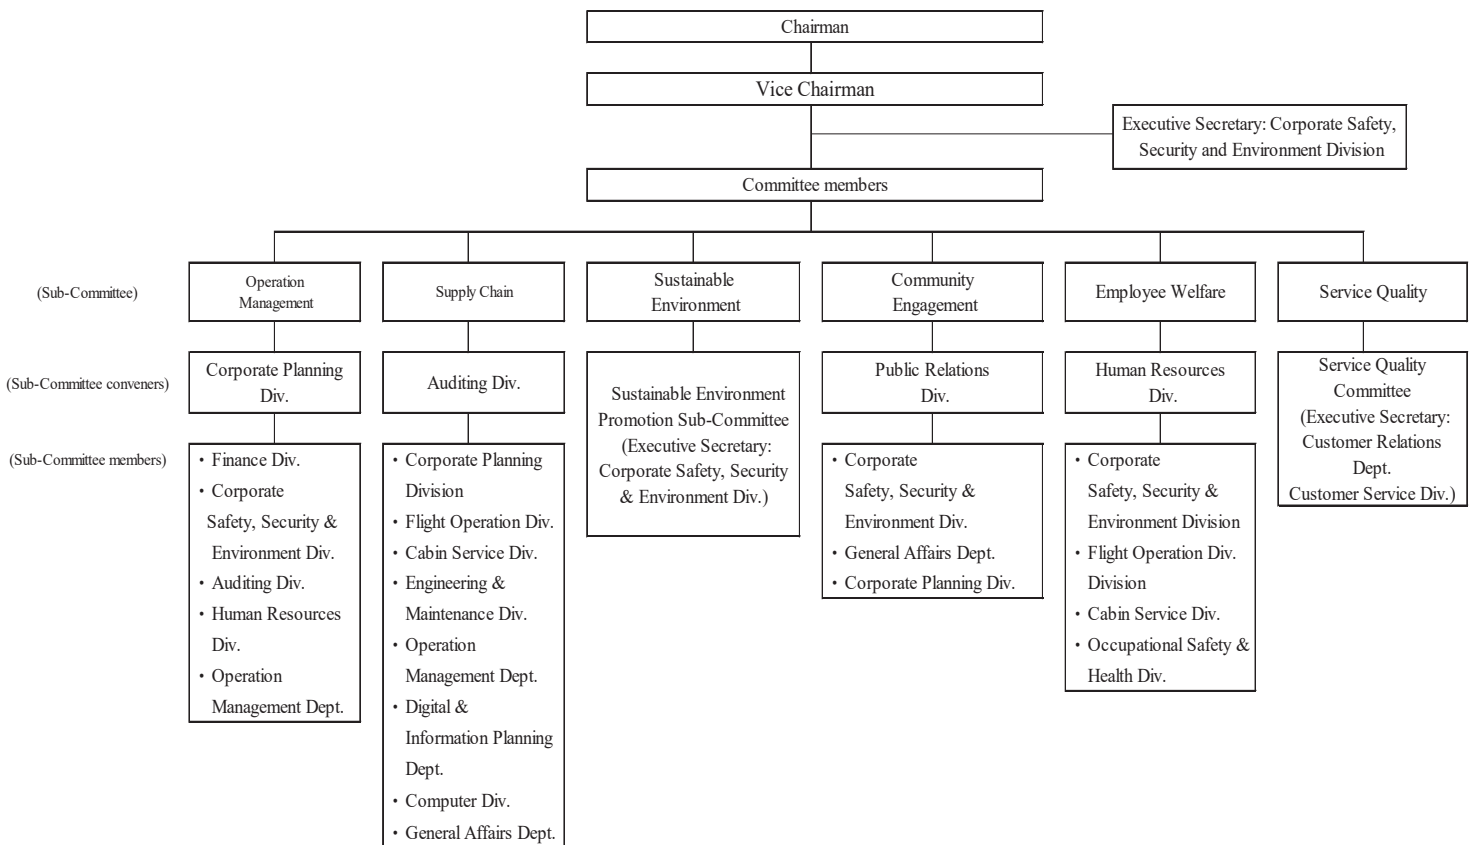 Chairman
Vice Chairman
Executive Secretary: Corporate Safety,
Security and Environment Division
Committee members
(Sub-Committee)
Operation
Management
Supply Chain
Sustainable
Environment
Community
Engagement
Employee Welfare
Service Quality
(Sub-Committee conveners)
Corporate Planning
Div.
Auditing Div.
Sustainable Environment
Promotion Sub-Committee
(Executive Secretary:
Corporate Safety, Security
& Environment Div.)
Public Relations
Div.
Human Resources
Div.
Service Quality
Committee
(Executive Secretary:
Customer Relations
Dept.
Customer Service Div.)
(Sub-Committee members)
・Finance Div.
・Corporate
Safety, Security &
Environment Div.
・Auditing Div.
・Human Resources
Div.
・Operation
Management Dept.
・Corporate Planning
Division
・Flight Operation Div.
・Cabin Service Div.
・Engineering &
Maintenance Div.
・Operation
Management Dept.
・Digital &
Information Planning
Dept.
・Computer Div.
・General Affairs Dept.
・Corporate
Safety, Security &
Environment Div.
・General Affairs Dept.
・Corporate Planning Div.
・Corporate
Safety, Security &
Environment Division
・Flight Operation Div.
Division
・Cabin Service Div.
・Occupational Safety &
Health Div.